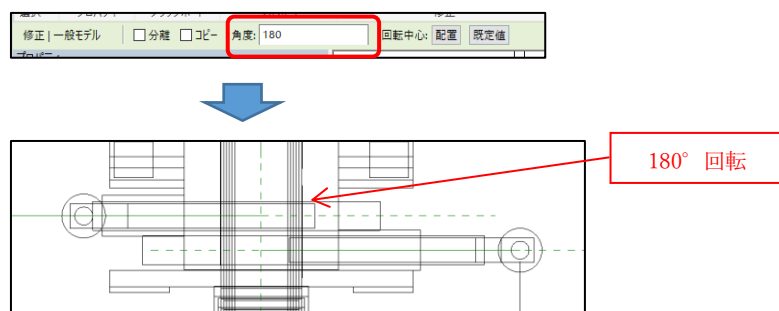 修正 | 一般モデル 分離 コピー 角度: 180 回転中心: 配置 既定値
180° 回転